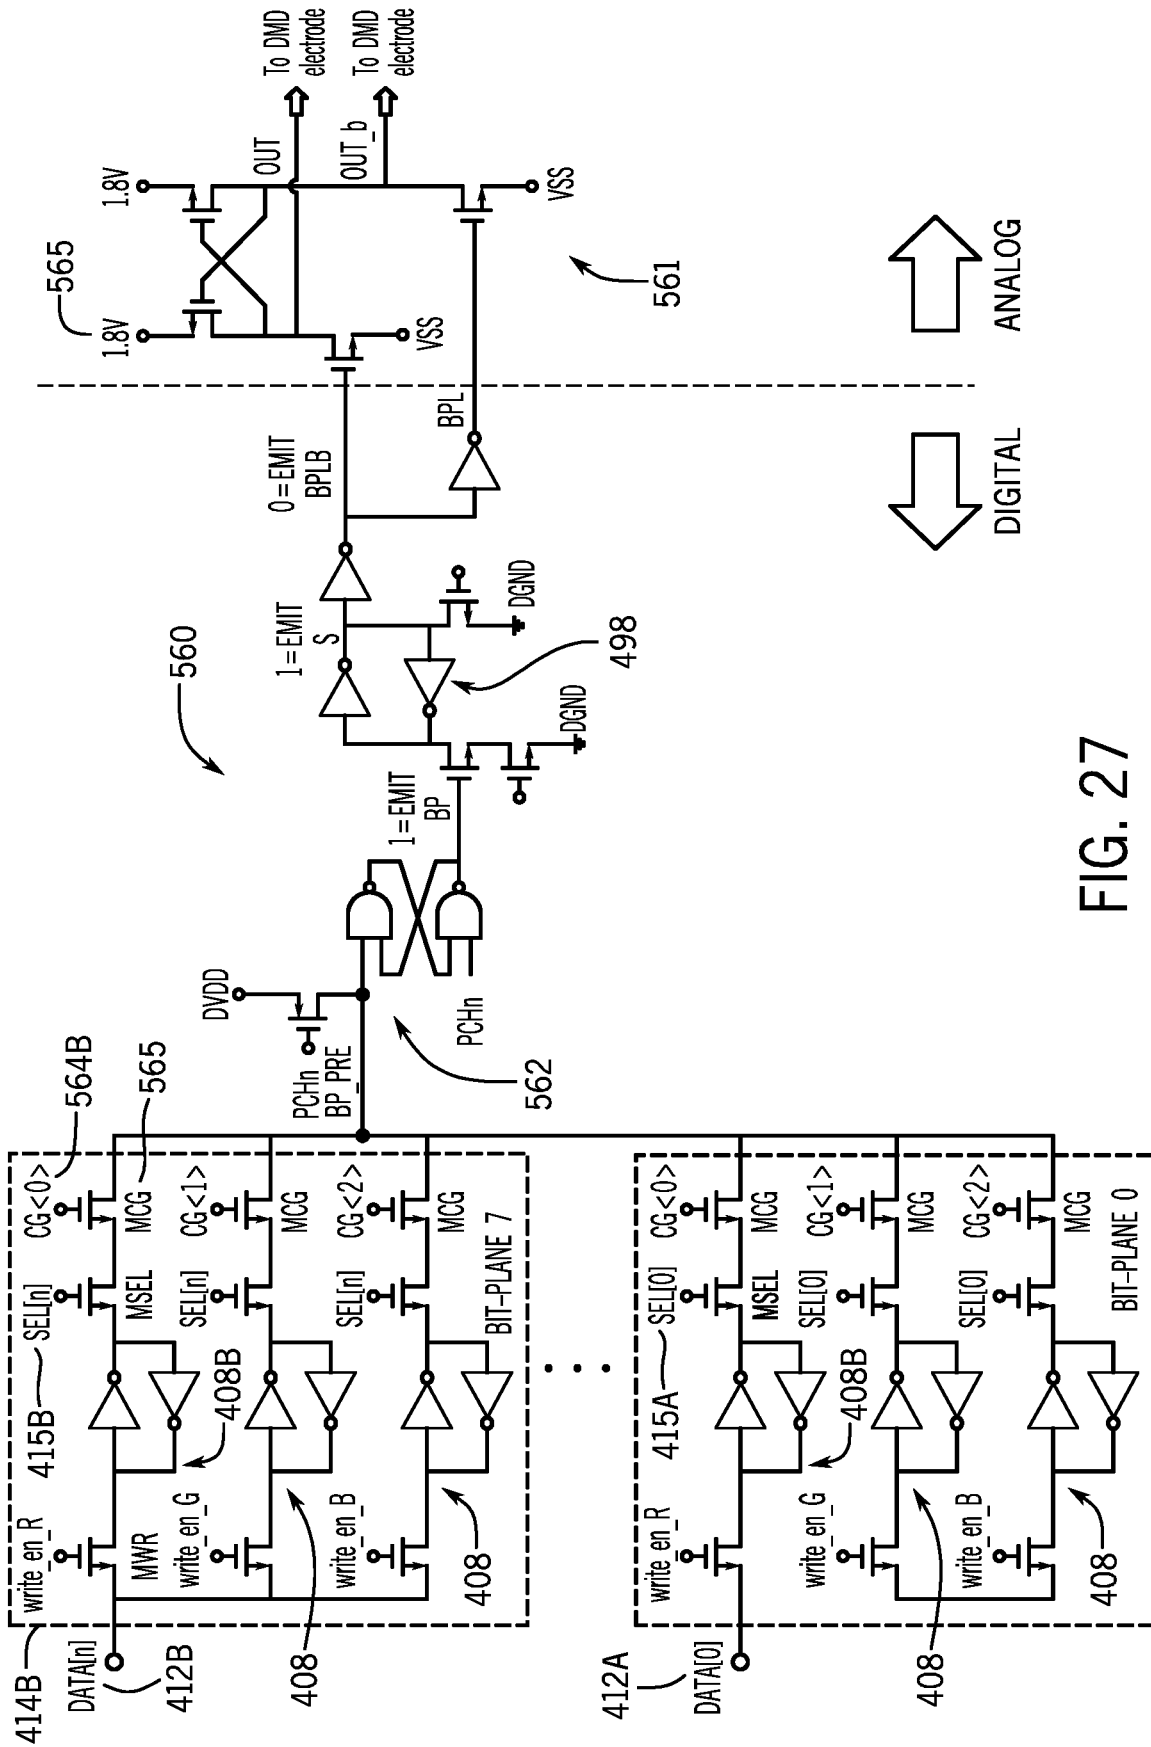 414B
DATA[n]
412B
write_en_R
MWR
write_en_G
write_en_B
408
408
415B
SEL[n]
MSEL
408B
SEL[n]
SEL[n]
CG<0>
564B
MCG
565
CG<1>
MCG
CG<2>
MCG
BIT-PLANE 7
412A
DATA[0]
write_en_R
write_en_G
write_en_B
408
408
415A
SEL[0]
MSEL
408B
SEL[0]
SEL[0]
CG<0>
MCG
CG<1>
MCG
CG<2>
MCG
BIT-PLANE 0
PCHn
BP_PRE
DVDD
562
PCHn
1=EMIT
BP
560
DGND
498
1=EMIT
S
DGND
0=EMIT
BPLB
BPL
1.8V
565
1.8V
VSS
OUT
OUT_b
VSS
561
To DMD
electrode
To DMD
electrode
DIGITAL
ANALOG
FIG. 27